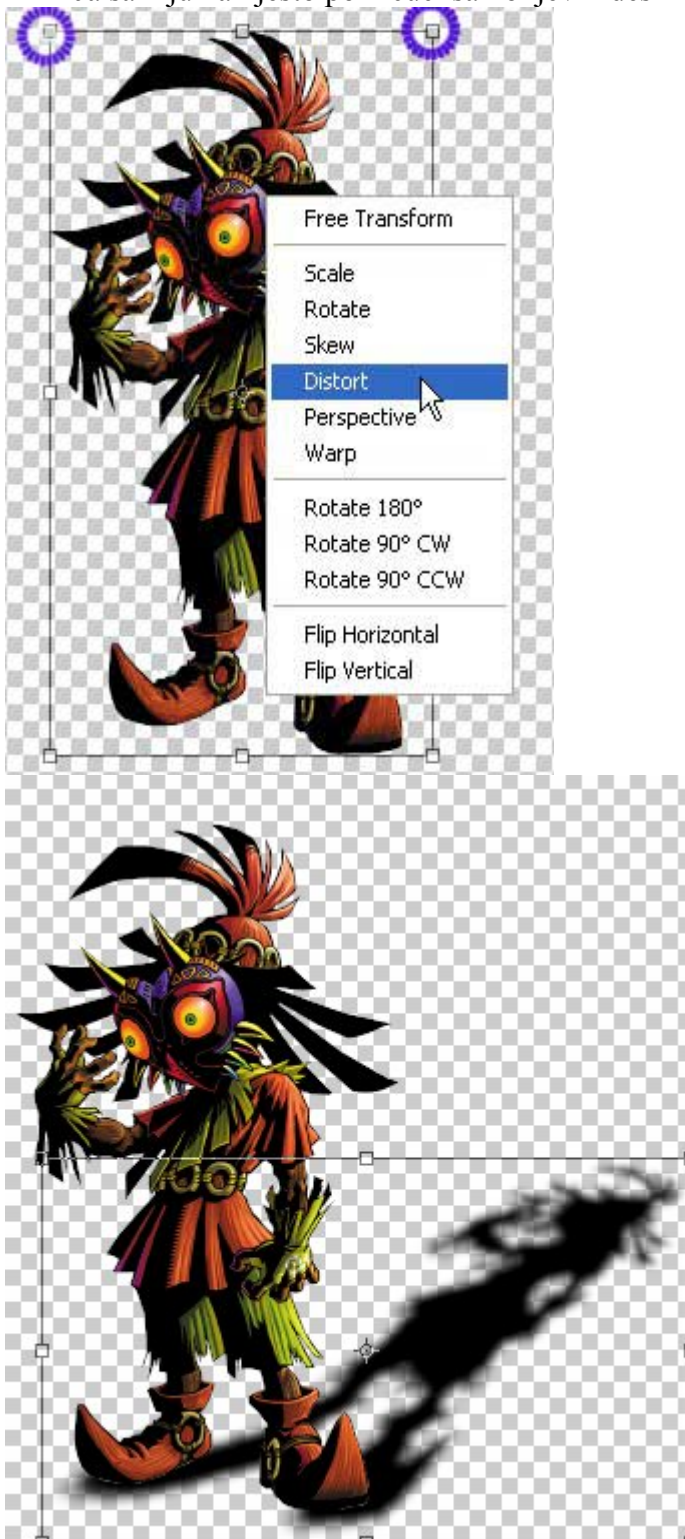 Free Transform
Scale
Rotate
Skew
Distort
Perspective
Warp
Rotate 180°
Rotate 90° CW
Rotate 90° CCW
Flip Horizontal
Flip Vertical